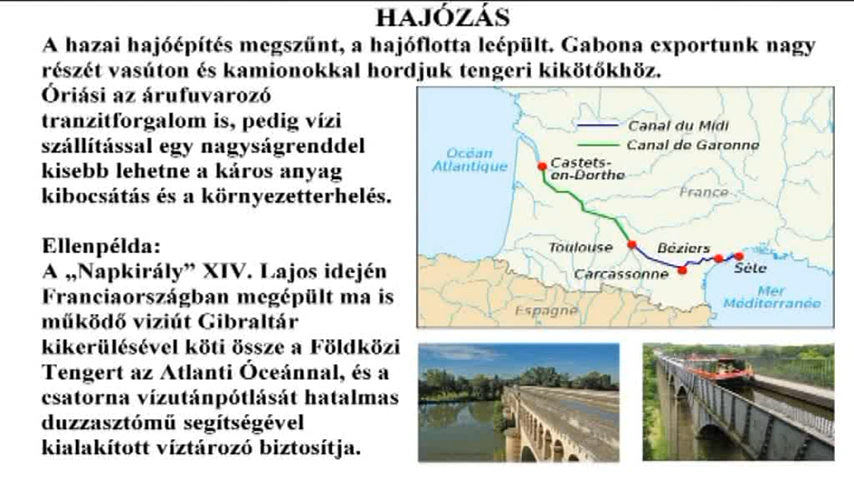 HAJÓZÁS
A hazai hajóépítés megszűnt, a hajóflotta leépült. Gabona exportunk nagy
részét vasúton és kamionokkal hordjuk tengeri kikötőkhöz.
Óriási az árufuvarozó
tranzitforgalom is, pedig vízi
szállítással egy nagyságrenddel
kisebb lehetne a káros anyag
kibocsátás és a környezetterhelés.
Ellenpélda:
A „Napkirály” XIV. Lajos idején
Franciaországban megépült ma is
működő viziút Gibraltár
kikerülésével köti össze a Földközi
Tengert az Atlanti Óceánnal, és a
csatorna vízutánpótlását hatalmas
duzzasztómű segítségével
kialakított víztározó biztosítja.
Canal du Midi
Canal de Garonne
Océan
Atlantique
Castets-
en-Dorthe
France
Toulouse
Béziers
Carcassonne
Sète
Mer
Méditerranée
Espagne